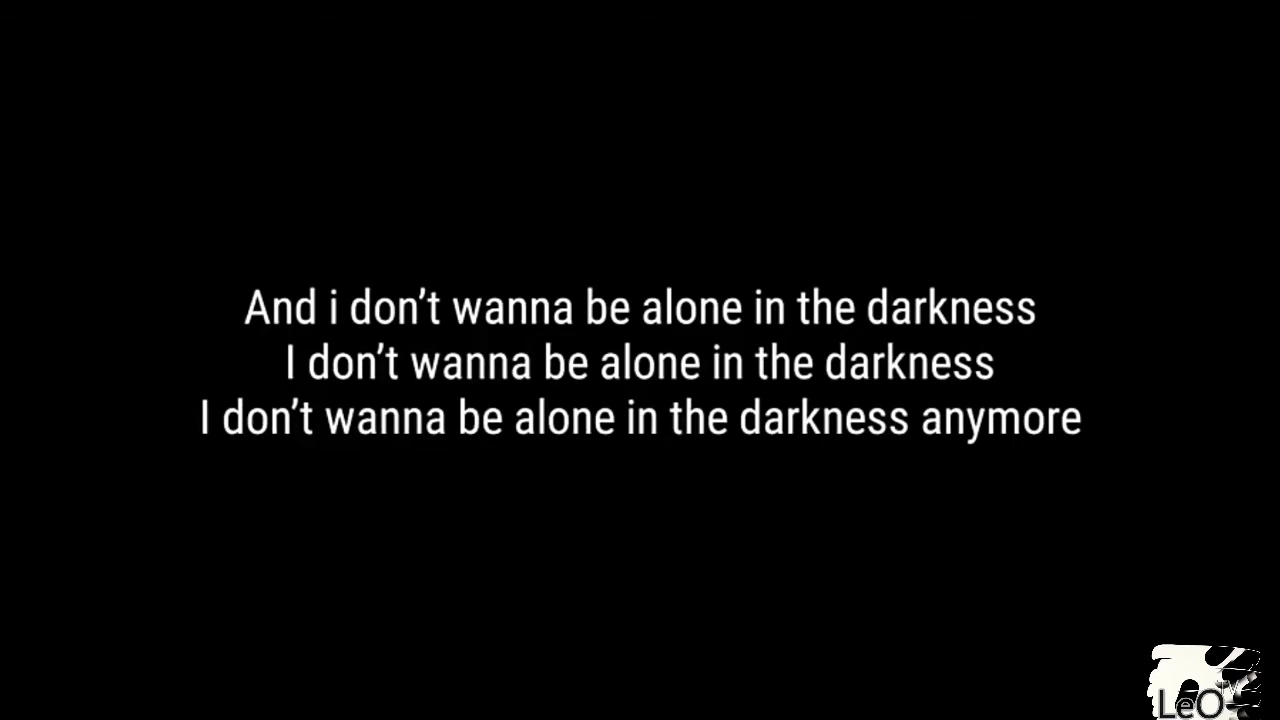 And i don’t wanna be alone in the darkness
I don’t wanna be alone in the darkness
I don’t wanna be alone in the darkness anymore
LeO